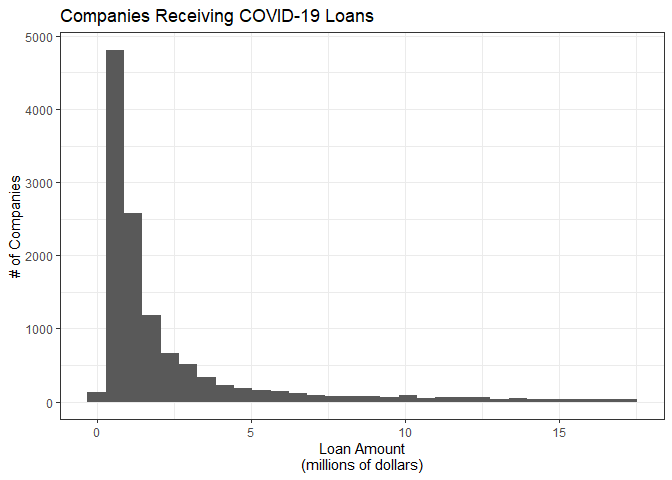 Companies Receiving COVID-19 Loans
5000
4000
3000
2000
1000
0
# of Companies
0 5 10 15
Loan Amount
(millions of dollars)